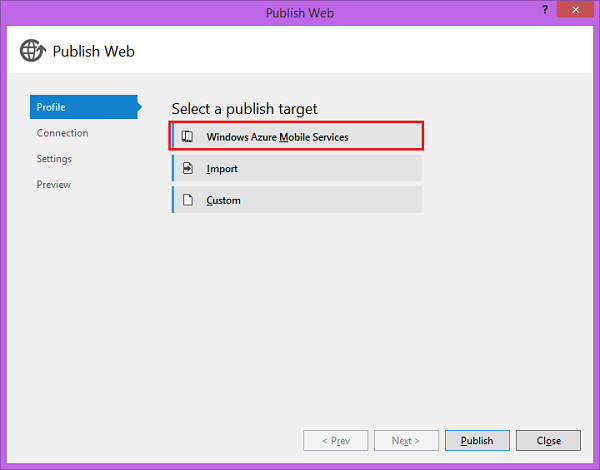 Publish Web
?
Publish Web
Profile
Connection
Settings
Preview
Select a publish target
Windows Azure Mobile Services
Import
Custom
< Prev
Next >
Publish
Close